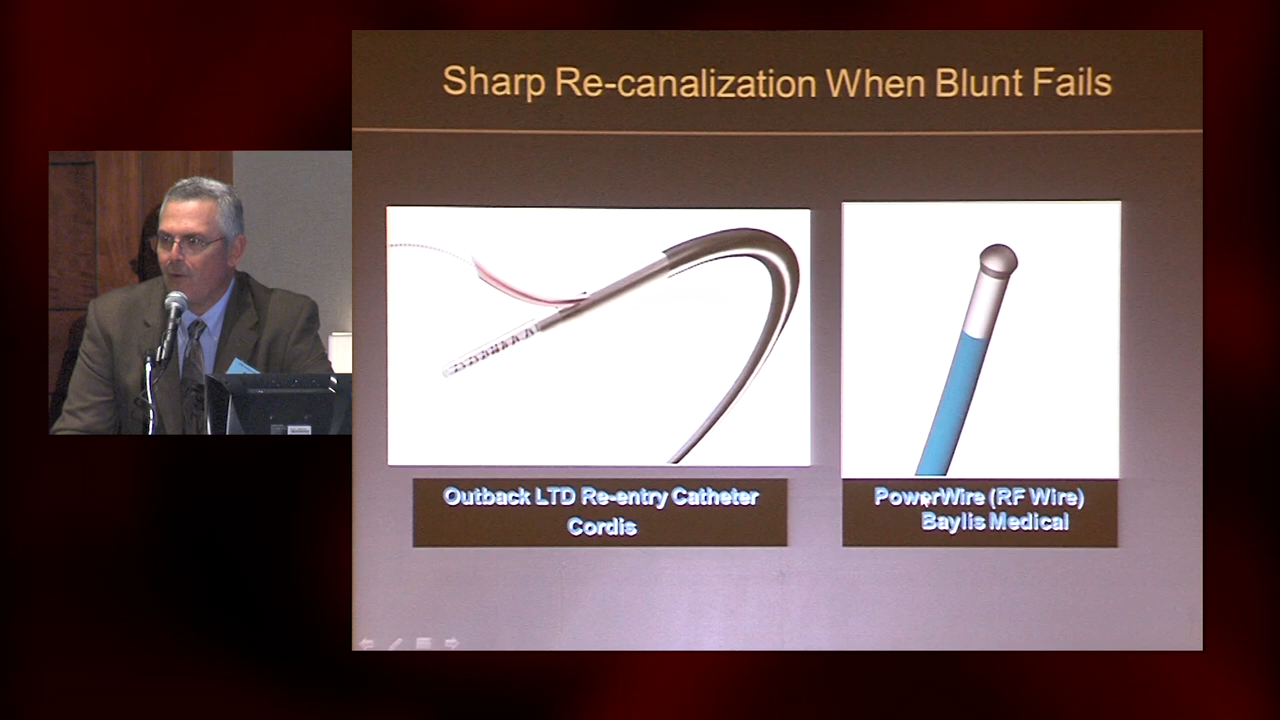 Sharp Re-canalization When Blunt Fails
Outback LTD Re-entry Catheter
Cordis
PowerWire (RF Wire)
Baylis Medical